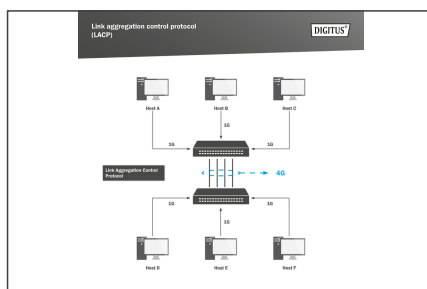 Link aggregation control protocol
(LACP)
DIGITUS®
Host A
Host B
Host C
1G
1G
1G
Link Aggregation Control
Protocol
4G
1G
1G
1G
Host D
Host E
Host F